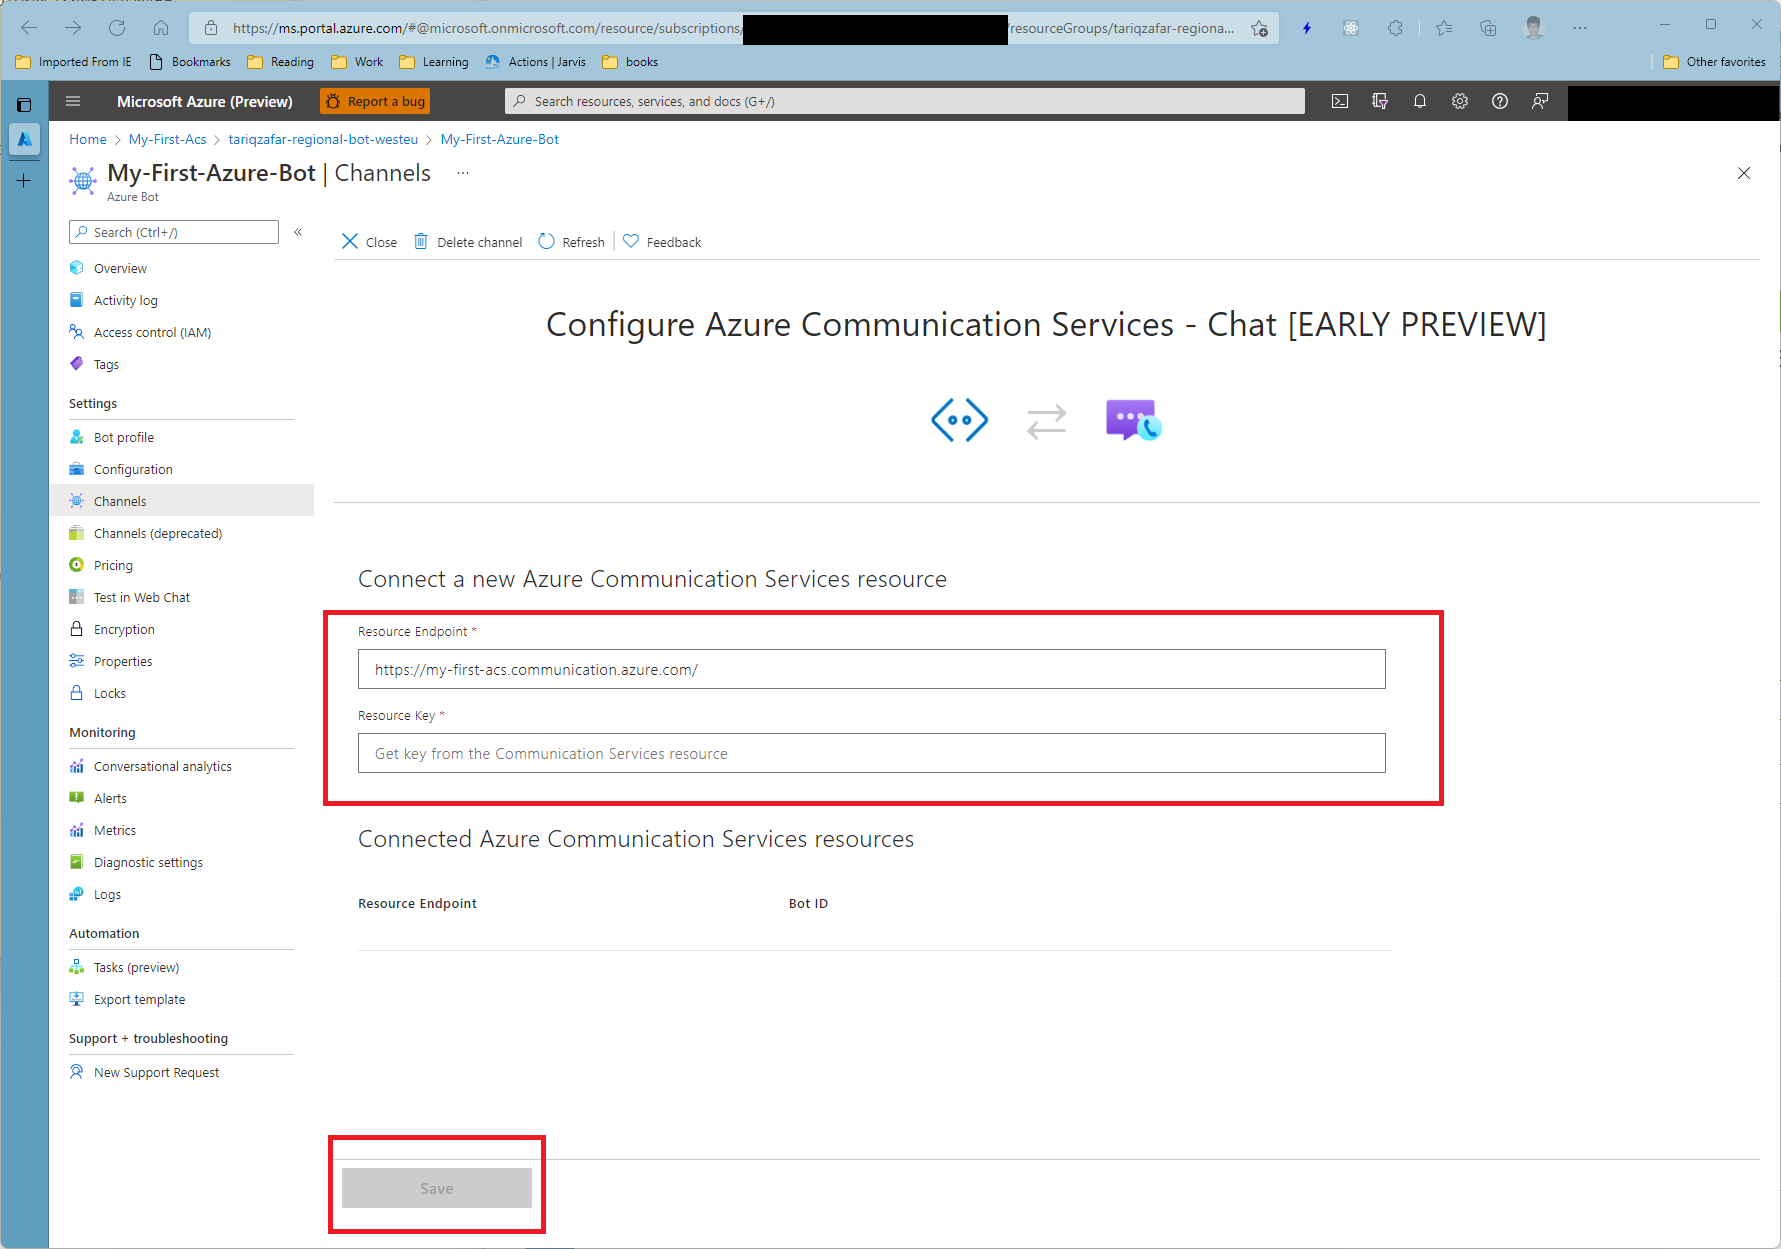 https://ms.portal.azure.com/#@microsoft.onmicrosoft.com/resource/subscriptions/ /resourceGroups/tariqzafar-regiona...
Imported From IE Bookmarks Reading Work Learning Actions | Jarvis books Other favorites
Microsoft Azure (Preview) Report a bug Search resources, services, and docs (G+/)
Home > My-First-Acs > tariqzafar-regional-bot-westeu > My-First-Azure-Bot
My-First-Azure-Bot | Channels ...
Azure Bot
Search (Ctrl+/) «
Close Delete channel Refresh Feedback
Overview
Activity log
Access control (IAM)
Tags
Settings
Bot profile
Configuration
Channels
Channels (deprecated)
Pricing
Test in Web Chat
Encryption
Properties
Locks
Monitoring
Conversational analytics
Alerts
Metrics
Diagnostic settings
Logs
Automation
Tasks (preview)
Export template
Support + troubleshooting
New Support Request
Configure Azure Communication Services - Chat [EARLY PREVIEW]
Connect a new Azure Communication Services resource
Resource Endpoint *
https://my-first-acs.communication.azure.com/
Resource Key *
Get key from the Communication Services resource
Connected Azure Communication Services resources
Resource Endpoint Bot ID
Save